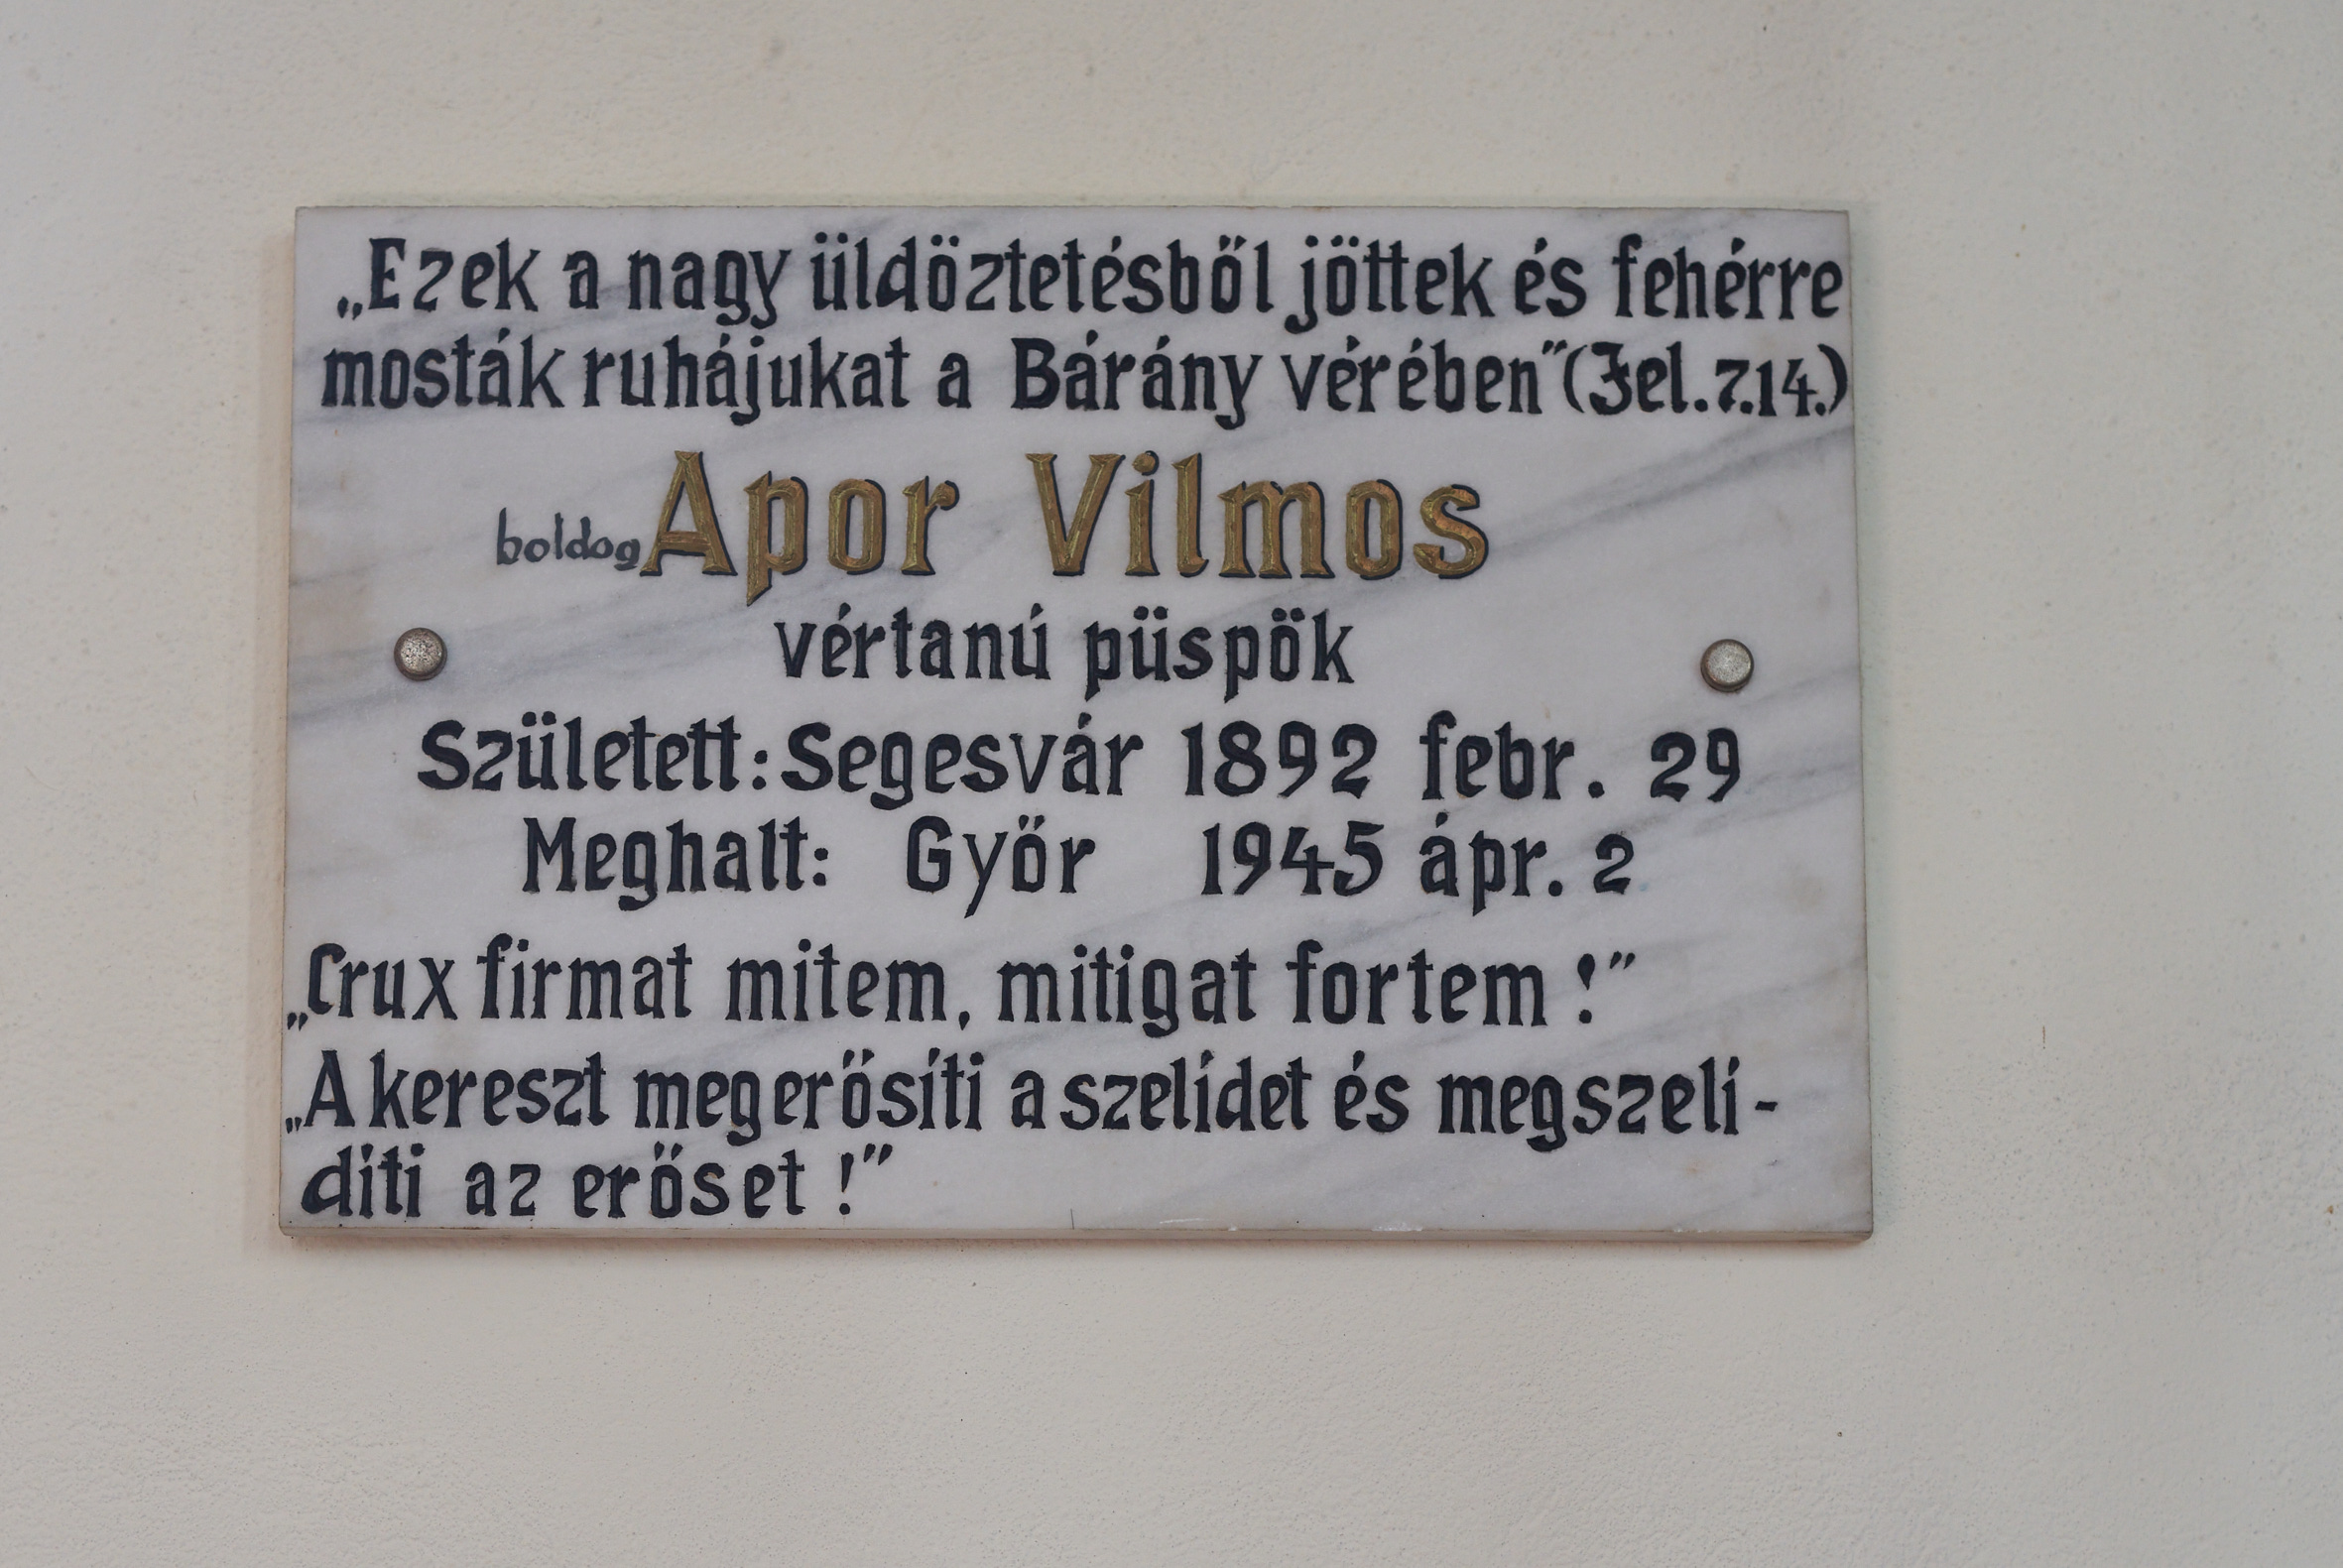 „Ezek a nagy üldöztetésből jöttek és fehérre
mosták ruhájukat a Bárány vérében” (Jel. 7.14.)
boldog Apor Vilmos
vértanú püspök
Született: Segesvár 1892 febr. 29
Meghalt: Győr 1945 ápr. 2
„Crux firmat mitem, mitigat fortem !”
„A kereszt megerősíti a szelídet és megszelí-
díti az erőset !”